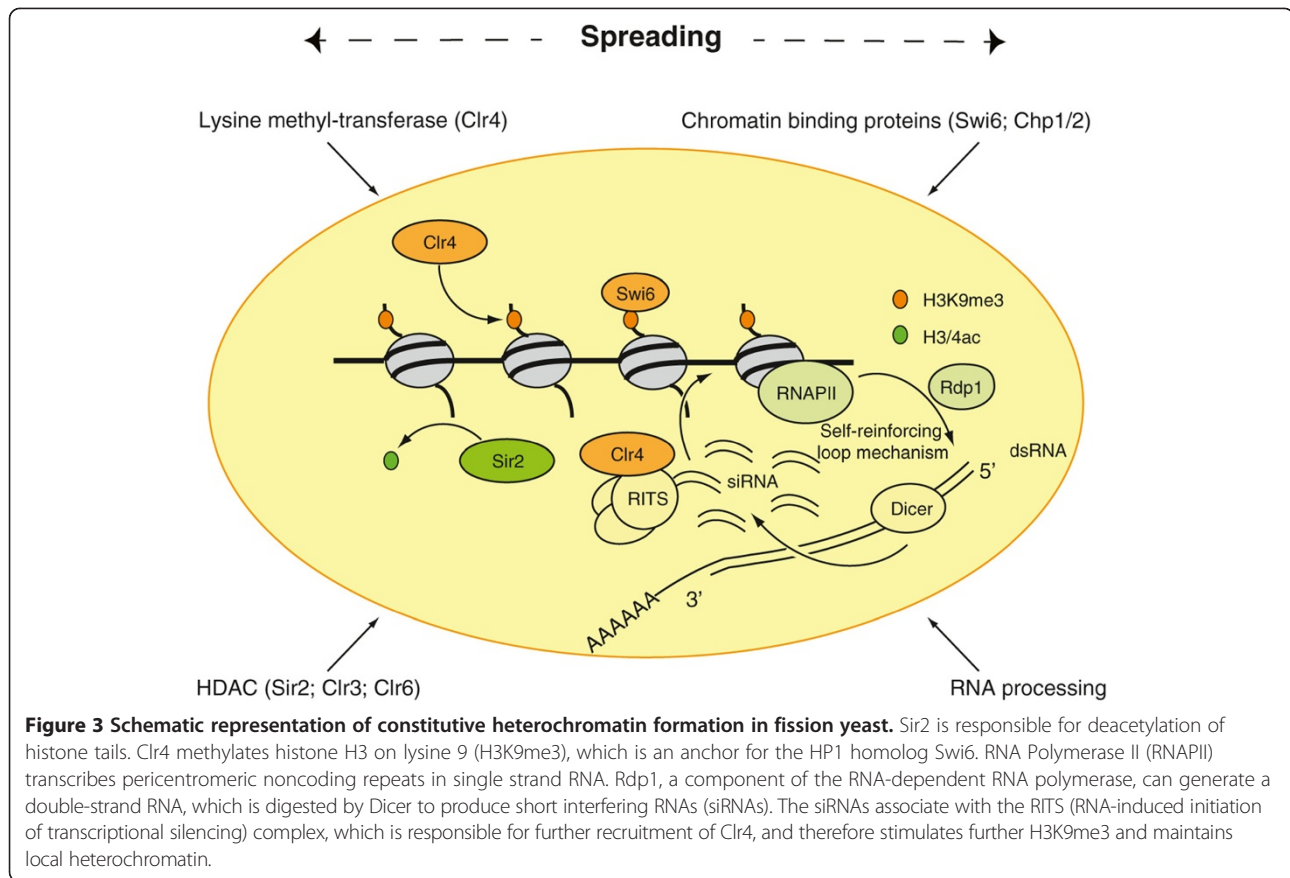 Spreading
Lysine methyl-transferase (Clr4)
Chromatin binding proteins (Swi6; Chp1/2)
Clr4
Swi6
H3K9me3
H3/4ac
RNAPII
Rdp1
Self-reinforcing
loop mechanism
dsRNA
5’
Sir2
Clr4
RITS
siRNA
Dicer
3’
AAAAAA
HDAC (Sir2; Clr3; Clr6)
RNA processing
Figure 3 Schematic representation of constitutive heterochromatin formation in fission yeast. Sir2 is responsible for deacetylation of
histone tails. Clr4 methylates histone H3 on lysine 9 (H3K9me3), which is an anchor for the HP1 homolog Swi6. RNA Polymerase II (RNAPII)
transcribes pericentromeric noncoding repeats in single strand RNA. Rdp1, a component of the RNA-dependent RNA polymerase, can generate a
double-strand RNA, which is digested by Dicer to produce short interfering RNAs (siRNAs). The siRNAs associate with the RITS (RNA-induced initiation
of transcriptional silencing) complex, which is responsible for further recruitment of Clr4, and therefore stimulates further H3K9me3 and maintains
local heterochromatin.